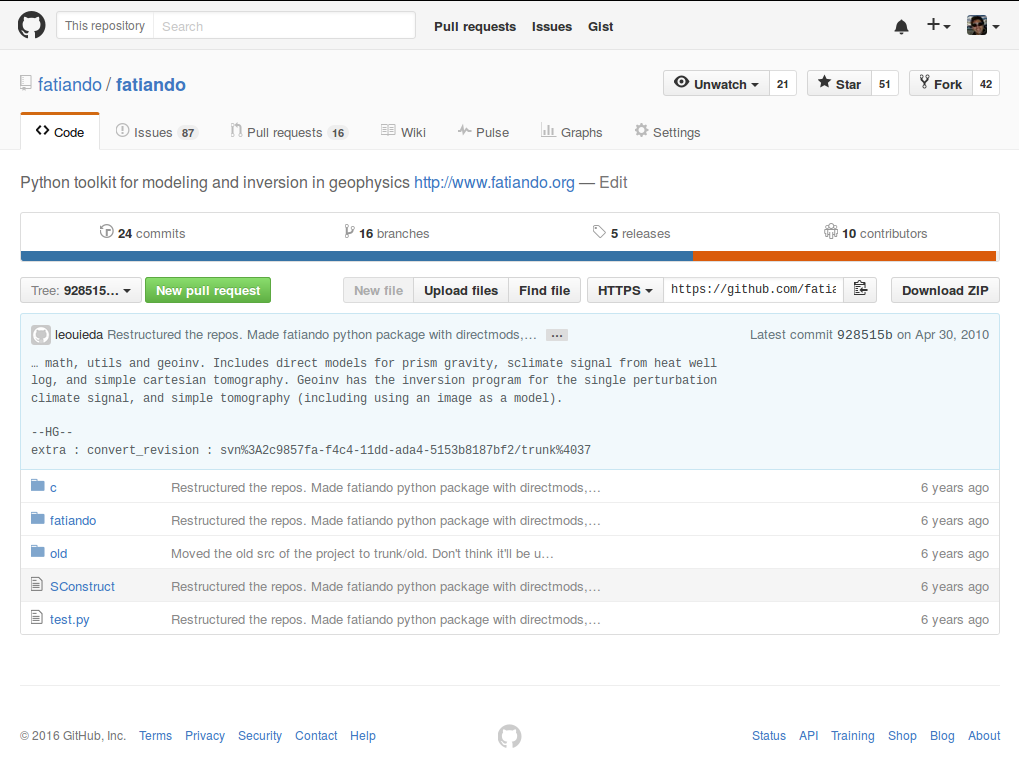 This repository Search Pull requests Issues Gist
fatiando / fatiando Unwatch 21 Star 51 Fork 42
Code Issues 87 Pull requests 16 Wiki Pulse Graphs Settings
Python toolkit for modeling and inversion in geophysics http://www.fatiando.org — Edit
24 commits 16 branches 5 releases 10 contributors
Tree: 928515… New pull request New file Upload files Find file HTTPS https://github.com/fatia Download ZIP
leouieda Restructured the repos. Made fatiando python package with directmods,… … Latest commit 928515b on Apr 30, 2010
… math, utils and geoinv. Includes direct models for prism gravity, sclimate signal from heat well
log, and simple cartesian tomography. Geoinv has the inversion program for the single perturbation
climate signal, and simple tomography (including using an image as a model).
--HG--
extra : convert_revision : svn%3A2c9857fa-f4c4-11dd-ada4-5153b8187bf2/trunk%4037
c Restructured the repos. Made fatiando python package with directmods,… 6 years ago
fatiando Restructured the repos. Made fatiando python package with directmods,… 6 years ago
old Moved the old src of the project to trunk/old. Don't think it'll be u… 6 years ago
SConstruct Restructured the repos. Made fatiando python package with directmods,… 6 years ago
test.py Restructured the repos. Made fatiando python package with directmods,… 6 years ago
© 2016 GitHub, Inc. Terms Privacy Security Contact Help Status API Training Shop Blog About